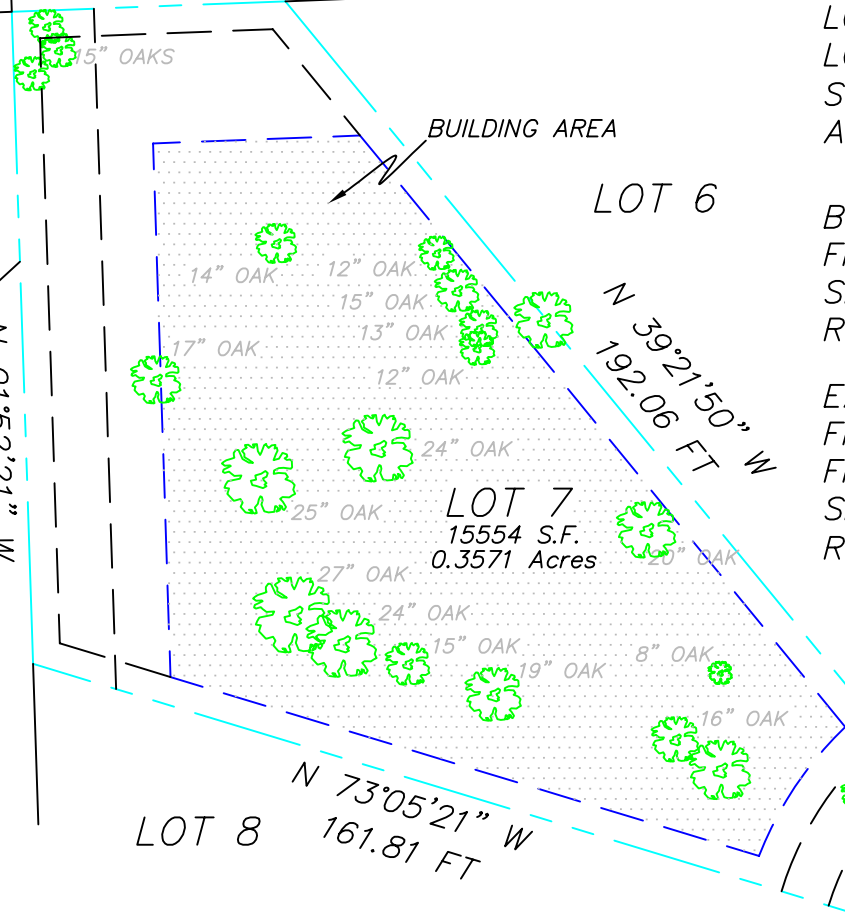 15" OAKS
BUILDING AREA
LOT 6
14" OAK
12" OAK
15" OAK
13" OAK
12" OAK
17" OAK
N 39°21'50" W
192.06 FT
24" OAK
25" OAK
LOT 7
15554 S.F.
0.3571 Acres
20" OAK
27" OAK
24" OAK
15" OAK
19" OAK
8" OAK
16" OAK
N 73°05'21" W
161.81 FT
LOT 8